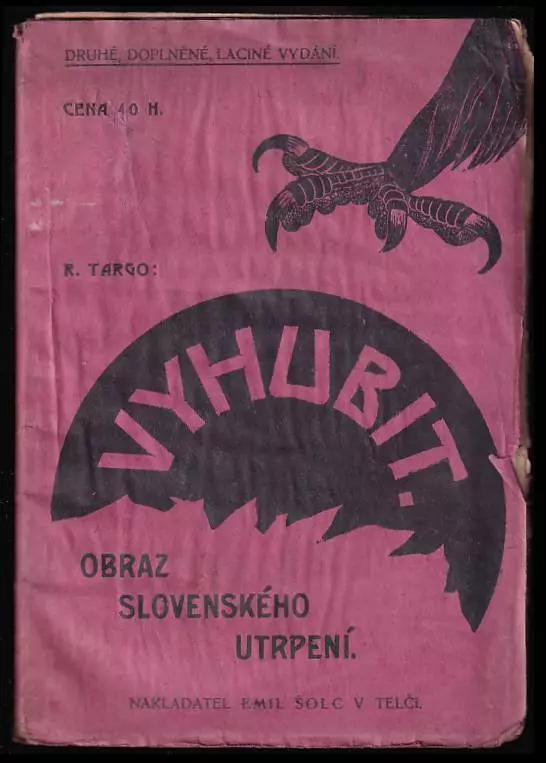 DRUHÉ, DOPLNĚNÉ, LACINÉ VYDÁNÍ.
CENA 40 H.
R. TARGO:
VYHUBIT.
OBRAZ
SLOVENSKÉHO
UTRPENÍ.
NAKLADATEL EMIL ŠOLC V TELČI.